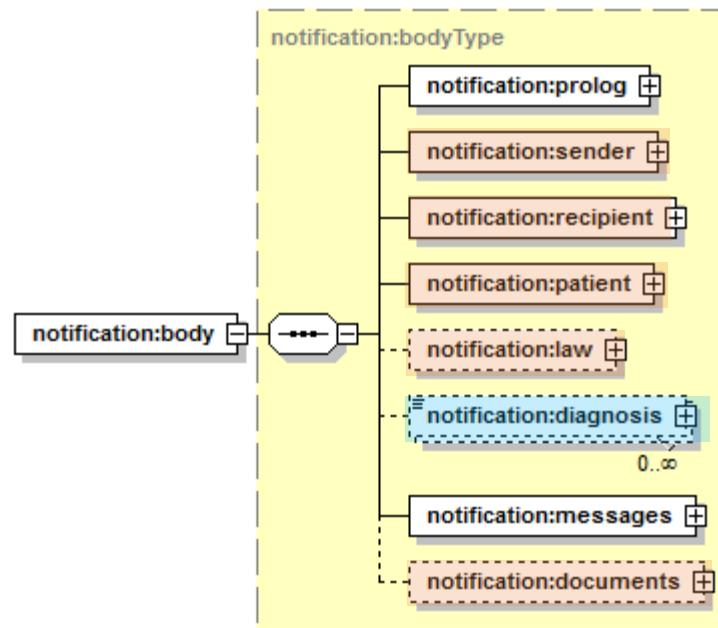 notification:bodyType
notification:prolog
notification:sender
notification:recipient
notification:patient
notification:body
notification:law
notification:diagnosis
0..∞
notification:messages
notification:documents